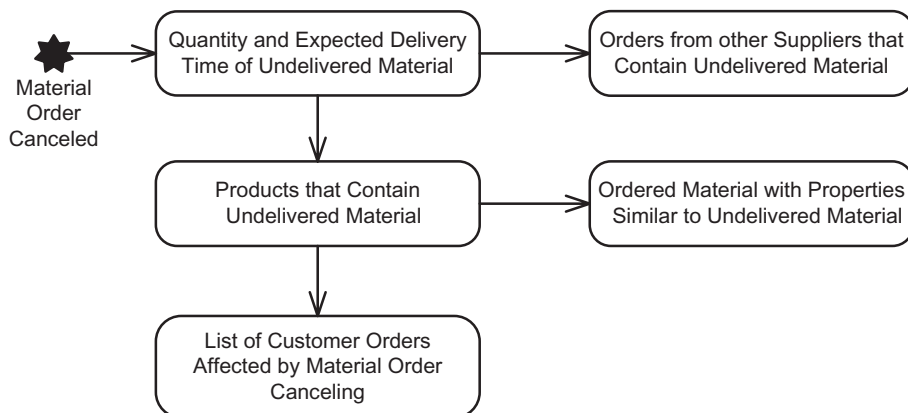 Quantity and Expected Delivery
Time of Undelivered Material
Orders from other Suppliers that
Contain Undelivered Material
Material
Order
Canceled
Products that Contain
Undelivered Material
Ordered Material with Properties
Similar to Undelivered Material
List of Customer Orders
Affected by Material Order
Canceling